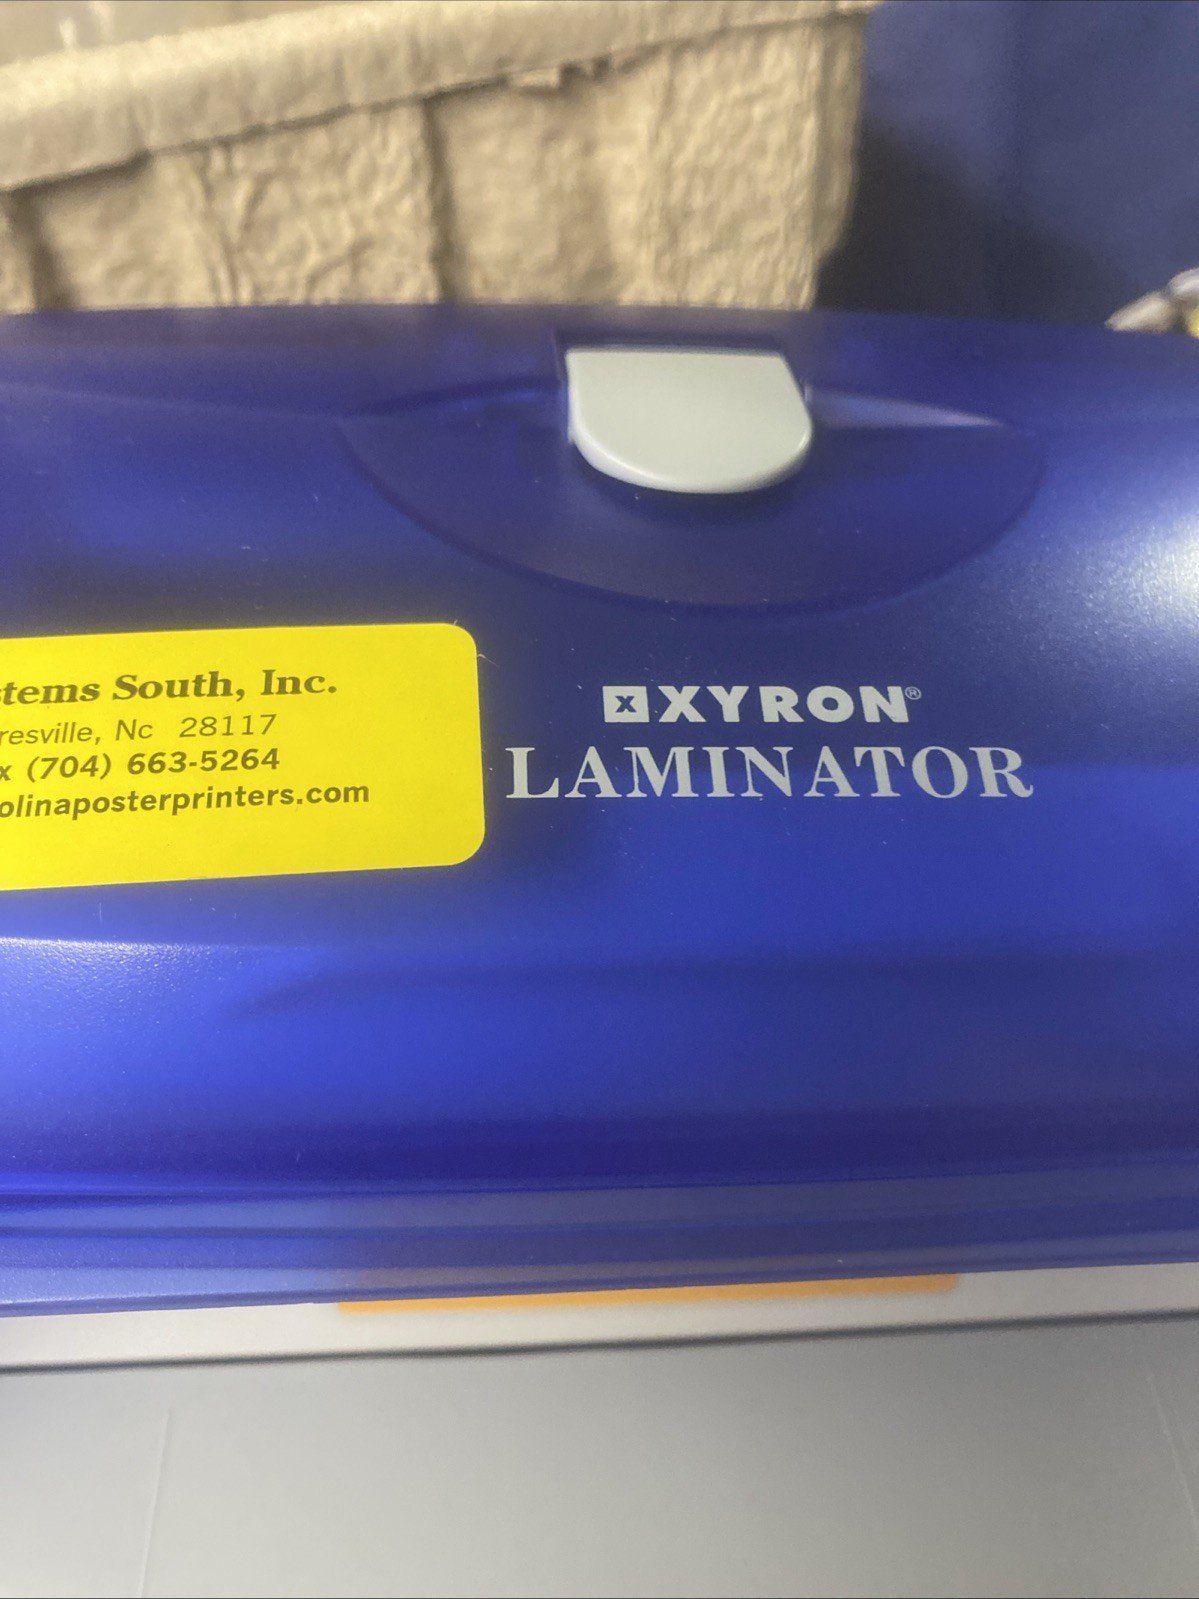 stems South, Inc.
resville, Nc 28117
x (704) 663-5264
olinaposterprinters.com
XYRON®
LAMINATOR